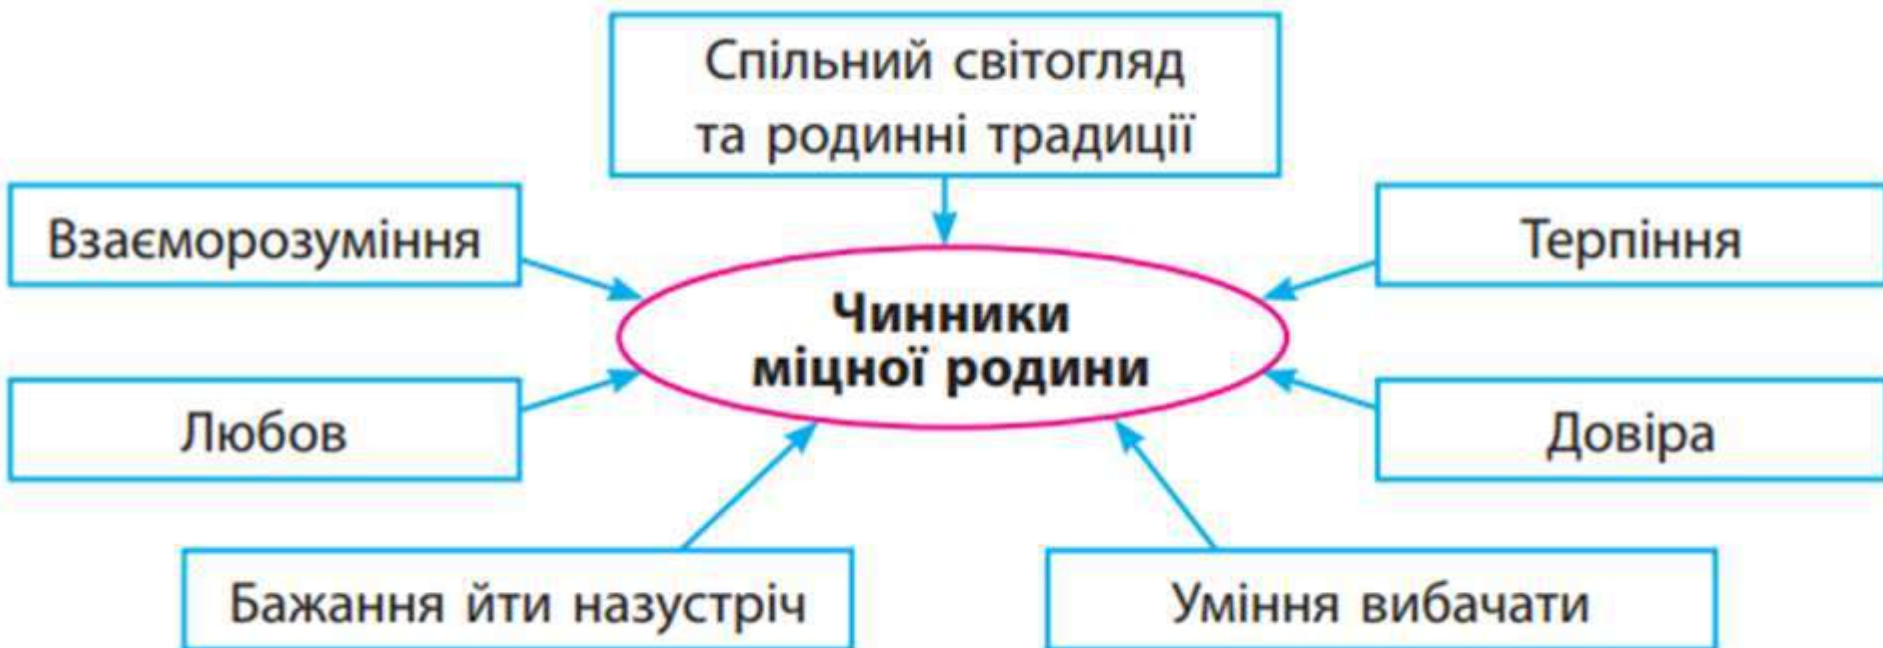 Спільний світогляд
та родинні традиції
Взаєморозуміння
Терпіння
Чинники
міцної родини
Любов
Довіра
Бажання йти назустріч
Уміння вибачати